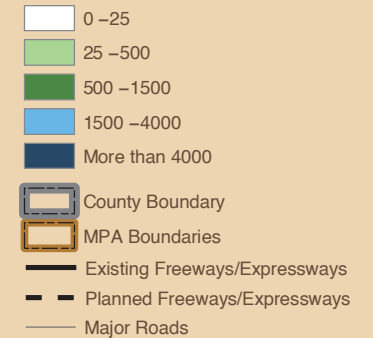 0 –25
25 –500
500 –1500
1500 –4000
More than 4000
County Boundary
MPA Boundaries
Existing Freeways/Expressways
Planned Freeways/Expressways
Major Roads